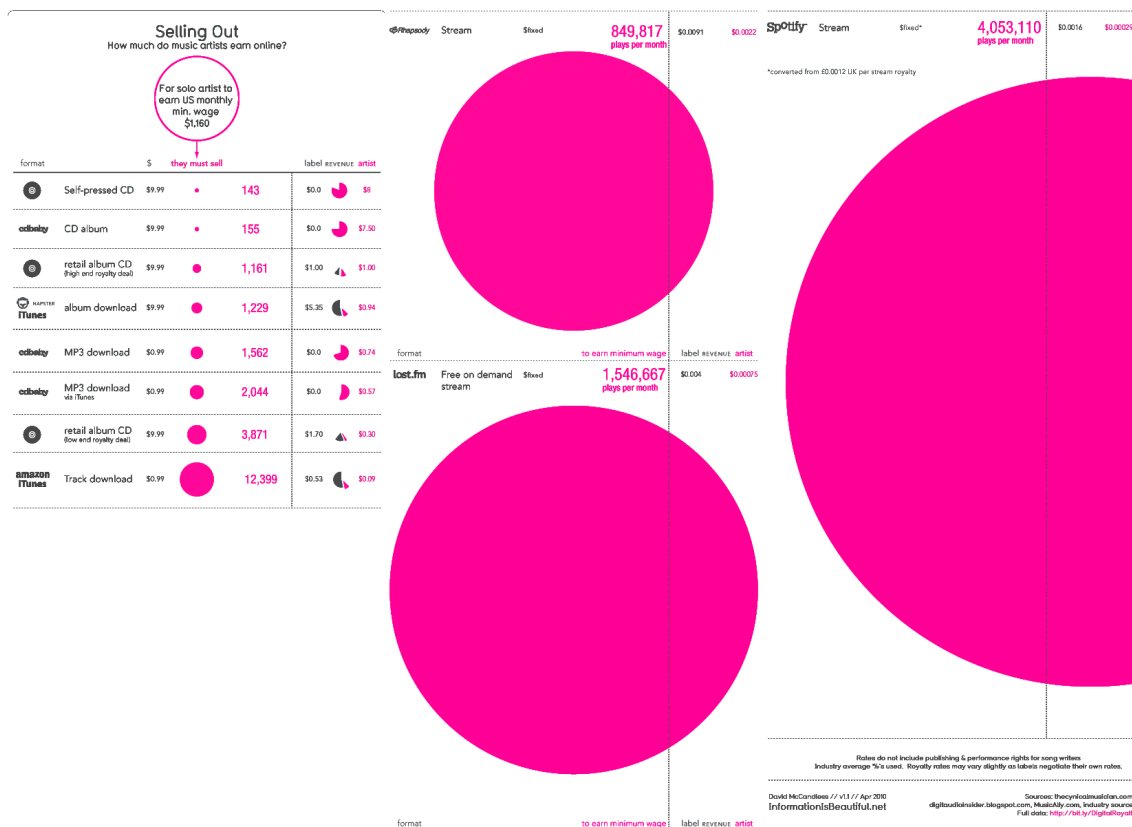 Selling Out
How much do music artists earn online?
For solo artist to
earn US monthly
min. wage
$1,160
format $ they must sell label REVENUE artist
Self-pressed CD $9.99 143 $0.0 $8
cdbaby CD album $9.99 155 $0.0 $7.50
retail album CD $9.99 1,161 $1.00 $1.00
(high end royalty deal)
NAPSTER
iTunes album download $9.99 1,229 $5.35 $0.94
cdbaby MP3 download $0.99 1,562 $0.0 $0.74
cdbaby MP3 download $0.99 2,044 $0.0 $0.57
via iTunes
retail album CD $9.99 3,871 $1.70 $0.30
(low end royalty deal)
amazon
iTunes Track download $0.99 12,399 $0.53 $0.09
Rhapsody Stream $fixed 849,817 $0.0091 $0.0022
plays per month
format to earn minimum wage label REVENUE artist
last.fm Free on demand $fixed 1,546,667 $0.004 $0.00075
stream plays per month
format to earn minimum wage label REVENUE artist
Spotify Stream $fixed* 4,053,110 $0.0016 $0.00029
plays per month
*converted from £0.0012 UK per stream royalty
Rates do not include publishing & performance rights for song writers
Industry average %'s used. Royalty rates may vary slightly as labels negotiate their own rates.
David McCandless // v1.1 // Apr 2010
InformationIsBeautiful.net
Sources: thecynicalmusician.com
digitaudioinsider.blogspot.com, MusicAlly.com, industry source
Full data: http://bit.ly/DigitalRoyalt